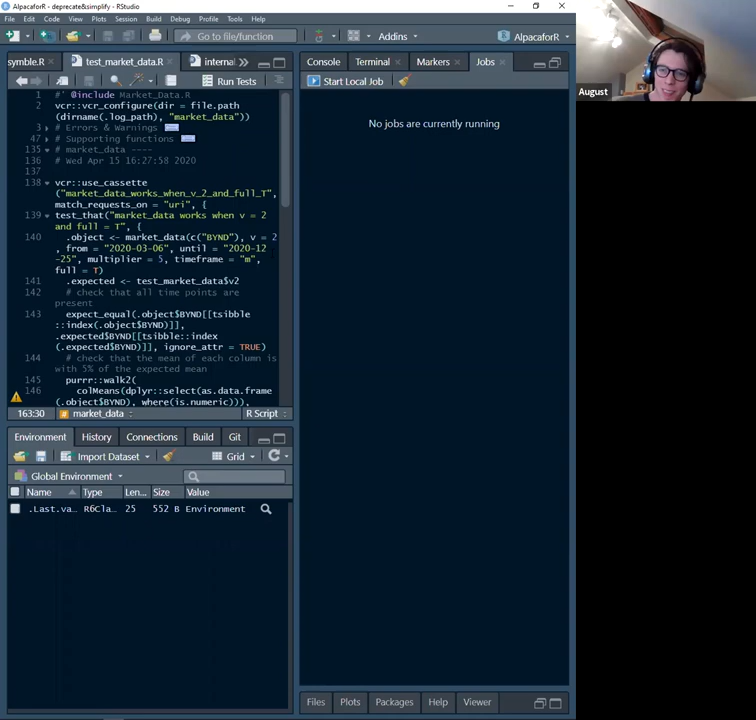 AlpacaforR - deprecate&simplify - RStudio
File Edit Code View Plots Session Build Debug Profile Tools Help
Go to file/function Addins AlpacaforR
symble.R test_market_data.R internal
Run Tests
1 #' @include Market_Data.R
2 vcr::vcr_configure(dir = file.path
(dirname(.log_path), "market_data"))
3 # Errors & Warnings
47 # Supporting functions
135 # market_data ----
136 # Wed Apr 15 16:27:58 2020
137
138 vcr::use_cassette
("market_data_works_when_v_2_and_full_T",
match_requests_on = "uri", {
139 test_that("market_data works when v = 2
and full = T", {
140 .object <- market_data(c("BYND"), v = 2
, from = "2020-03-06", until = "2020-12
-25", multiplier = 5, timeframe = "m",
full = T)
141 .expected <- test_market_data$v2
142 # check that all time points are
present
143 expect_equal(.object$BYND[[tsibble
::index(.object$BYND)]],
.expected$BYND[[tsibble::index
(.expected$BYND)]], ignore_attr = TRUE)
144 # check that the mean of each column is
with 5% of the expected mean
145 purrr::walk2(
146 colMeans(dplyr::select(as.data.frame
(.object$BYND), where(is.numeric))),
163:30 market_data R Script
Environment History Connections Build Git
Import Dataset Grid
Global Environment
Name Type Len... Size Value
.Last.va... R6Cla... 25 552 B Environment
Console Terminal Markers Jobs
Start Local Job
No jobs are currently running
Files Plots Packages Help Viewer
August